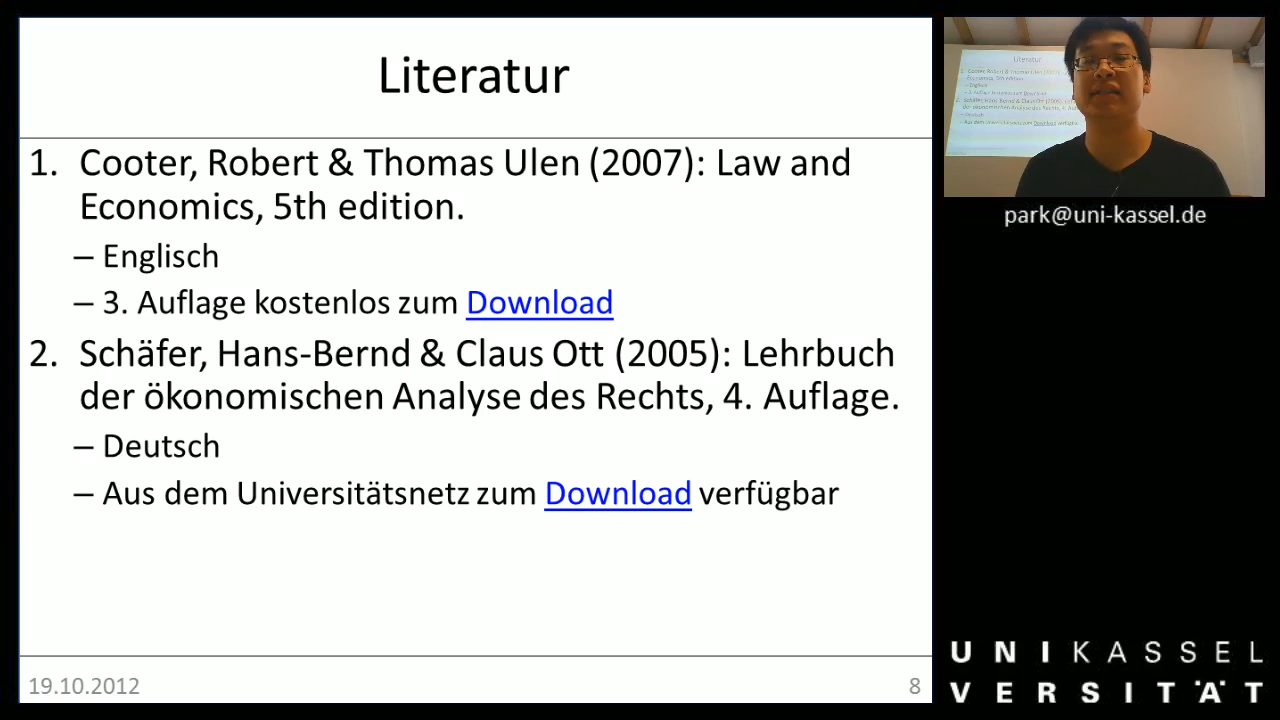 Literatur
1. Cooter, Robert & Thomas Ulen (2007): Law and
Economics, 5th edition.
– Englisch
– 3. Auflage kostenlos zum Download
2. Schäfer, Hans-Bernd & Claus Ott (2005): Lehrbuch
der ökonomischen Analyse des Rechts, 4. Auflage.
– Deutsch
– Aus dem Universitätsnetz zum Download verfügbar
19.10.2012
8
park@uni-kassel.de
UNIKASSEL
VERSITÄT